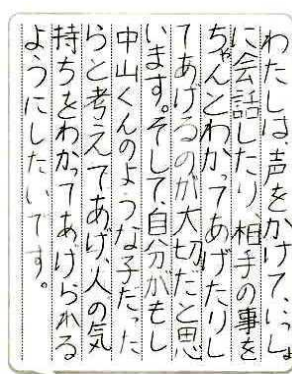 わたしは、声をかけて、いっしょ
に会話したり、相手の事を
ちゃんとわかってあげたりし
てあげるのが大切だと思
います。そして、自分がもし
中山くんのような子だった
らと考えてあげ、人の気
持ちをわかってあげられる
ようにしたいです。